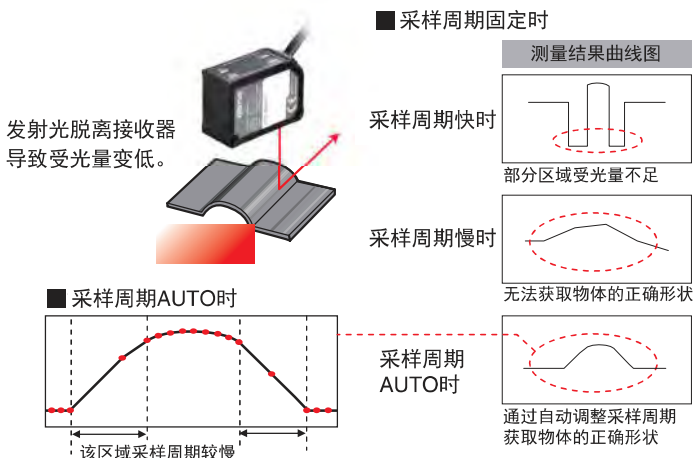 ■ 采样周期固定时
测量结果曲线图
发射光脱离接收器
导致受光量变低。
采样周期快时
部分区域受光量不足
采样周期慢时
无法获取物体的正确形状
■ 采样周期AUTO时
采样周期
AUTO时
通过自动调整采样周期
获取物体的正确形状
该区域采样周期较慢